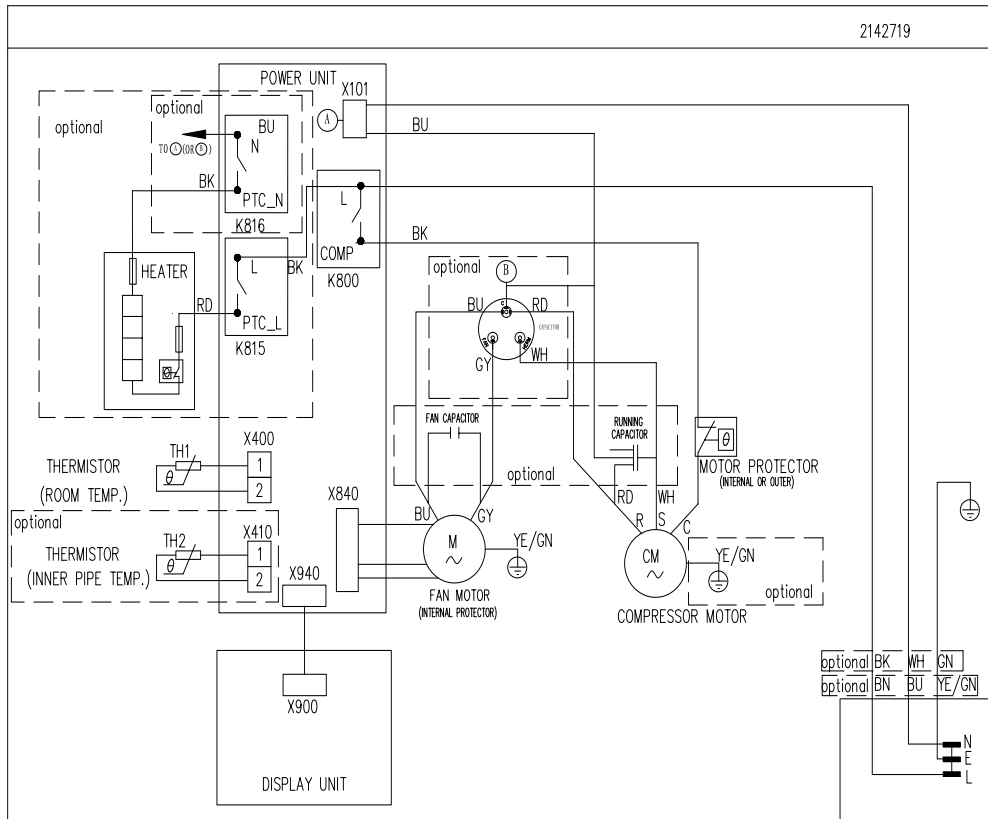 2142719
POWER UNIT
X101
optional
optional
BU
N
A
BU
TO A (OR B)
BK
PTC_N
K816
L
COMP
K800
BK
HEATER
L
BK
RD
PTC_L
K815
optional
B
BU
C
RD
CAPACITOR
FAN
HERM
GY
WH
FAN CAPACITOR
RUNNING
CAPACITOR
optional
θ
MOTOR PROTECTOR
(INTERNAL OR OUTER)
THERMISTOR
(ROOM TEMP.)
TH1
θ
X400
1
2
X840
RD
WH
R
S
C
BU
GY
optional
THERMISTOR
(INNER PIPE TEMP.)
TH2
θ
X410
1
2
M
~
YE/GN
CM
~
YE/GN
optional
X940
FAN MOTOR
(INTERNAL PROTECTOR)
COMPRESSOR MOTOR
optional BK WH GN
optional BN BU YE/GN
X900
DISPLAY UNIT
N
E
L